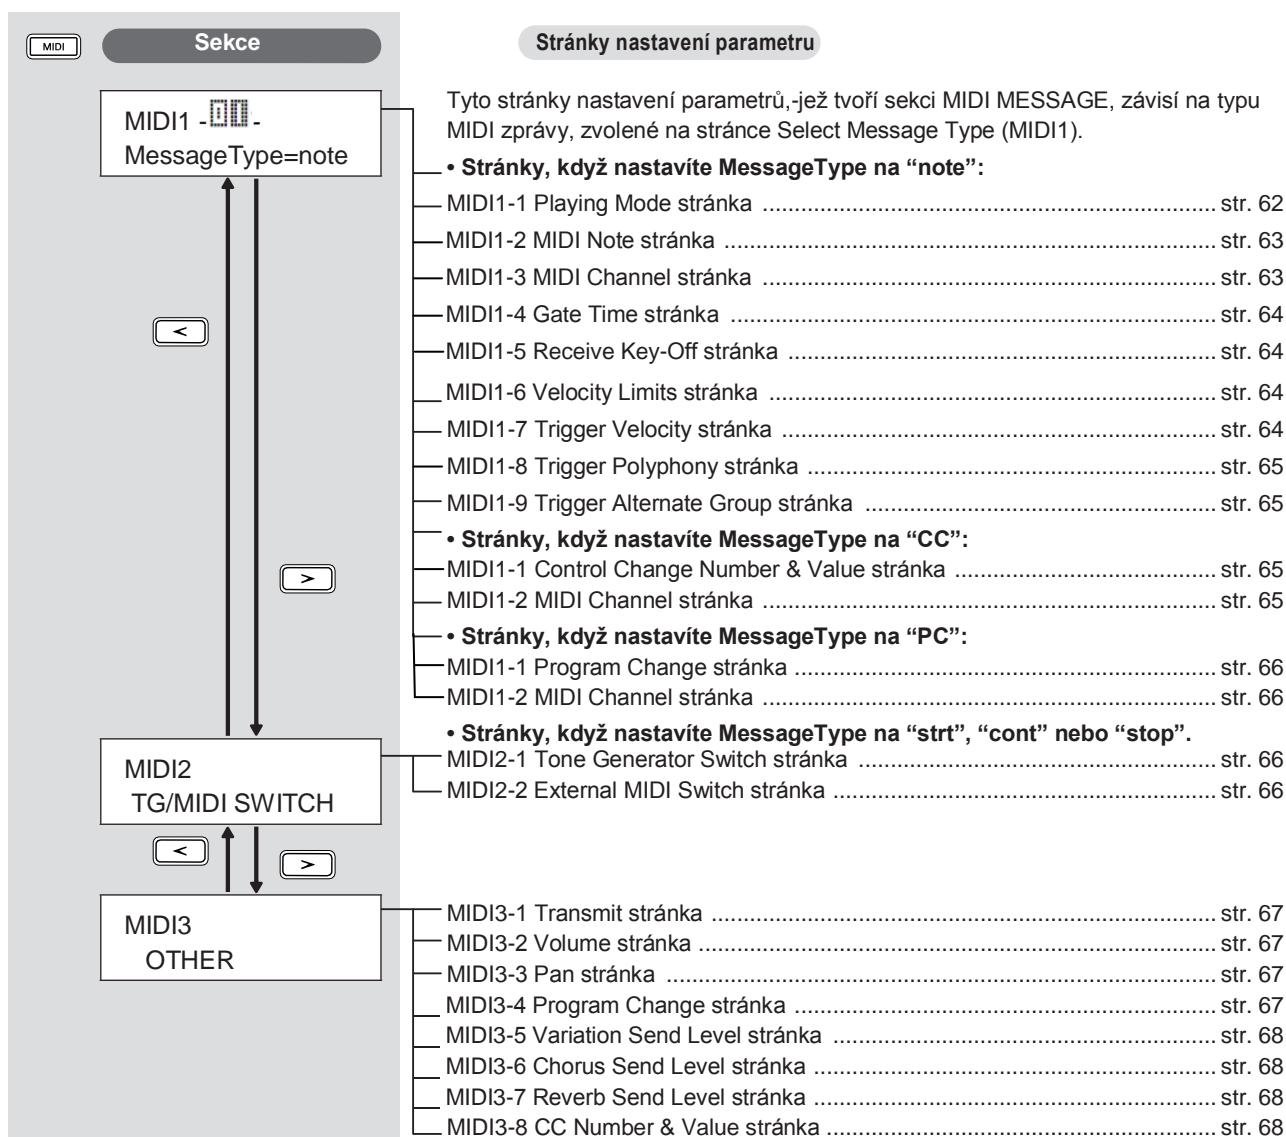 MIDI
Sekce
Stránky nastavení parametru
MIDI1 - 00 -
MessageType=note
Tyto stránky nastavení parametrů,-jež tvoří sekci MIDI MESSAGE, závisí na typu
MIDI zprávy, zvolené na stránce Select Message Type (MIDI1).
• Stránky, když nastavíte MessageType na “note”:
MIDI1-1 Playing Mode stránka ........ str. 62
MIDI1-2 MIDI Note stránka ........ str. 63
MIDI1-3 MIDI Channel stránka ........ str. 63
MIDI1-4 Gate Time stránka ........ str. 64
<
MIDI1-5 Receive Key-Off stránka ........ str. 64
MIDI1-6 Velocity Limits stránka ........ str. 64
MIDI1-7 Trigger Velocity stránka ........ str. 64
MIDI1-8 Trigger Polyphony stránka ........ str. 65
MIDI1-9 Trigger Alternate Group stránka ........ str. 65
• Stránky, když nastavíte MessageType na “CC”:
>
MIDI1-1 Control Change Number & Value stránka ........ str. 65
MIDI1-2 MIDI Channel stránka ........ str. 65
• Stránky, když nastavíte MessageType na “PC”:
MIDI1-1 Program Change stránka ........ str. 66
MIDI1-2 MIDI Channel stránka ........ str. 66
• Stránky, když nastavíte MessageType na “strt”, “cont” nebo “stop”.
MIDI2
TG/MIDI SWITCH
MIDI2-1 Tone Generator Switch stránka ........ str. 66
MIDI2-2 External MIDI Switch stránka ........ str. 66
<
>
MIDI3
OTHER
MIDI3-1 Transmit stránka ........ str. 67
MIDI3-2 Volume stránka ........ str. 67
MIDI3-3 Pan stránka ........ str. 67
MIDI3-4 Program Change stránka ........ str. 67
MIDI3-5 Variation Send Level stránka ........ str. 68
MIDI3-6 Chorus Send Level stránka ........ str. 68
MIDI3-7 Reverb Send Level stránka ........ str. 68
MIDI3-8 CC Number & Value stránka ........ str. 68